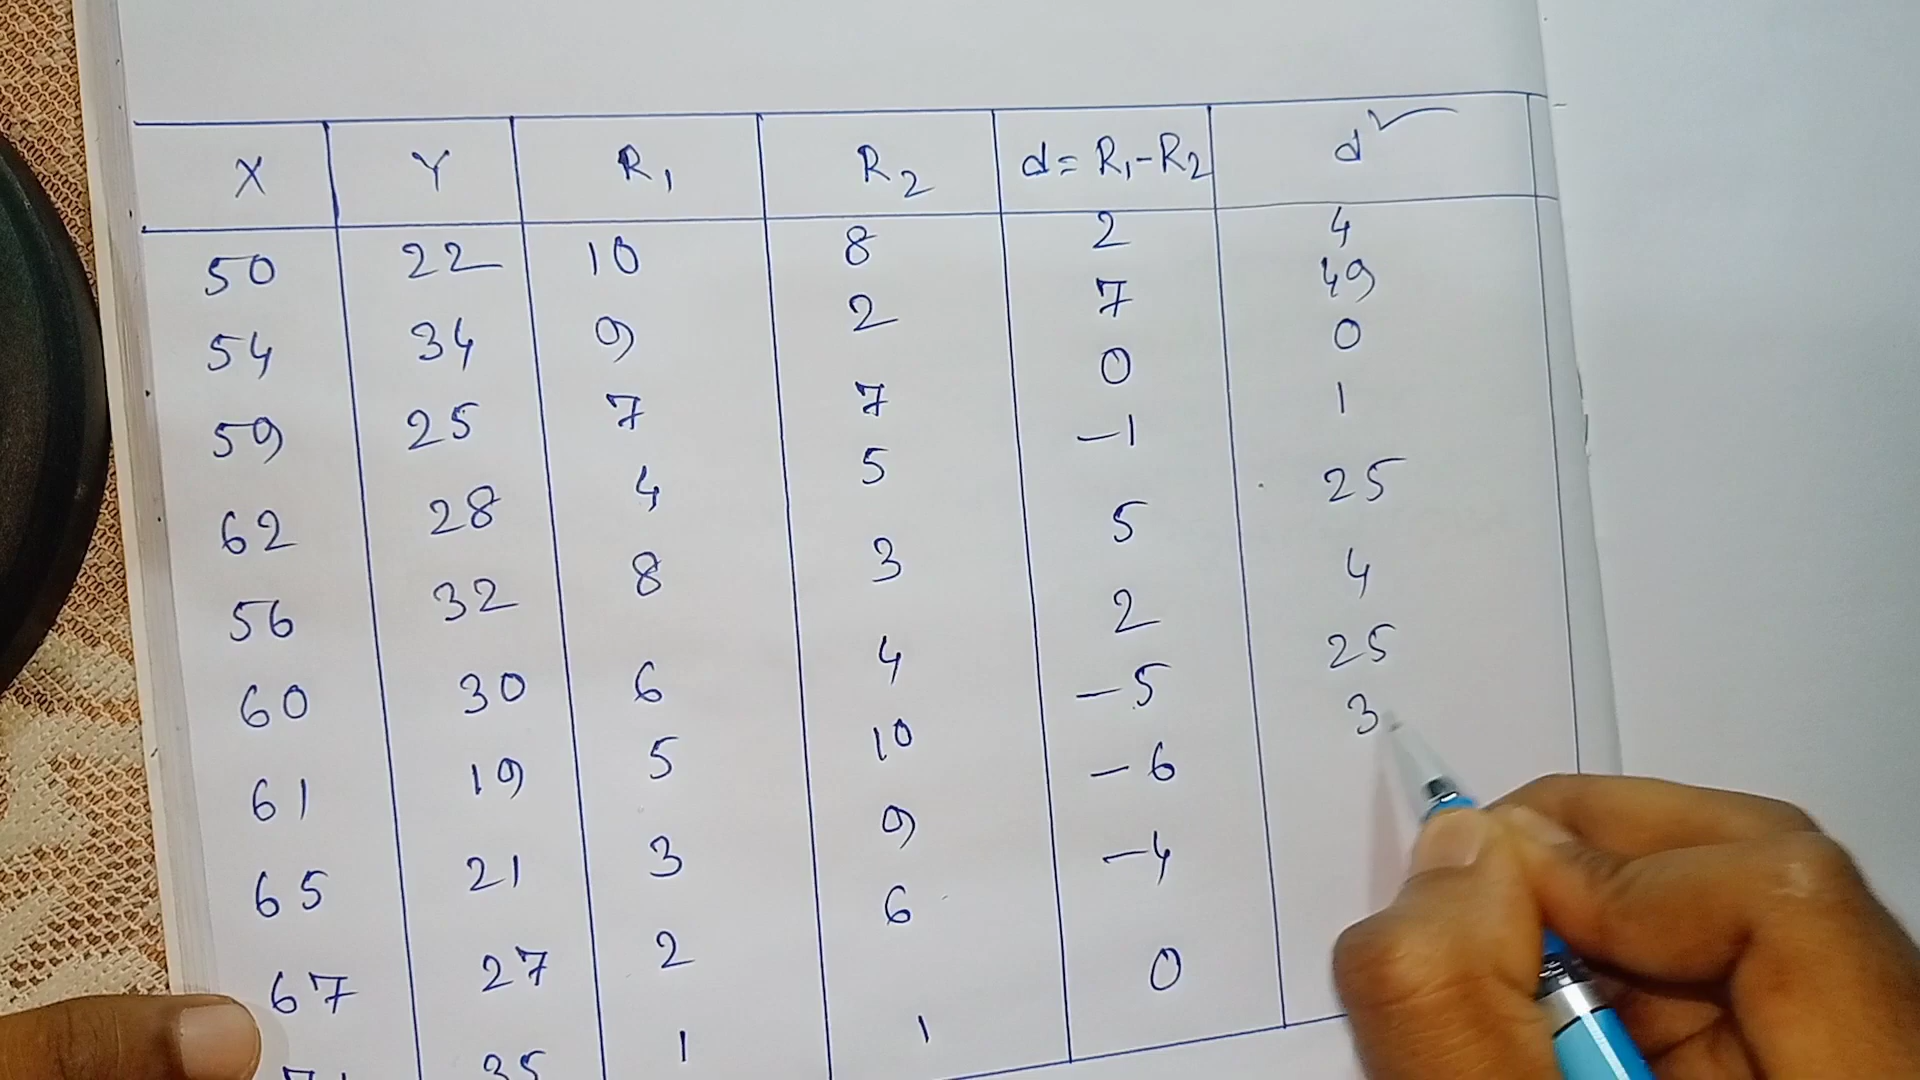 X Y R₁ R₂ d = R₁-R₂ d²
50 22 10 8 2 4
54 34 9 2 7 49
59 25 7 7 0 0
62 28 4 5 -1 1
56 32 8 3 5 25
60 30 6 4 2 4
61 19 5 10 -5 25
65 21 3 9 -6 3
67 27 2 6 -4
35 1 1 0